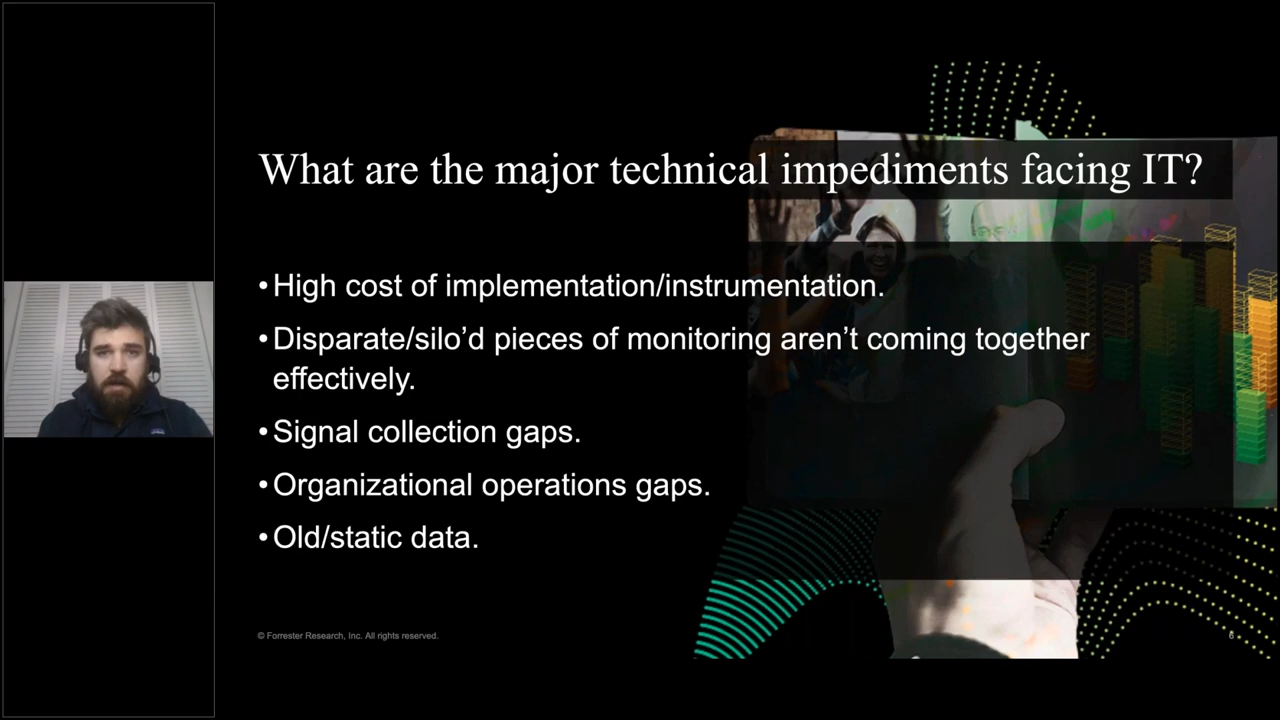 What are the major technical impediments facing IT?
•High cost of implementation/instrumentation.
•Disparate/silo’d pieces of monitoring aren’t coming together
effectively.
•Signal collection gaps.
•Organizational operations gaps.
•Old/static data.
© Forrester Research, Inc. All rights reserved.
6